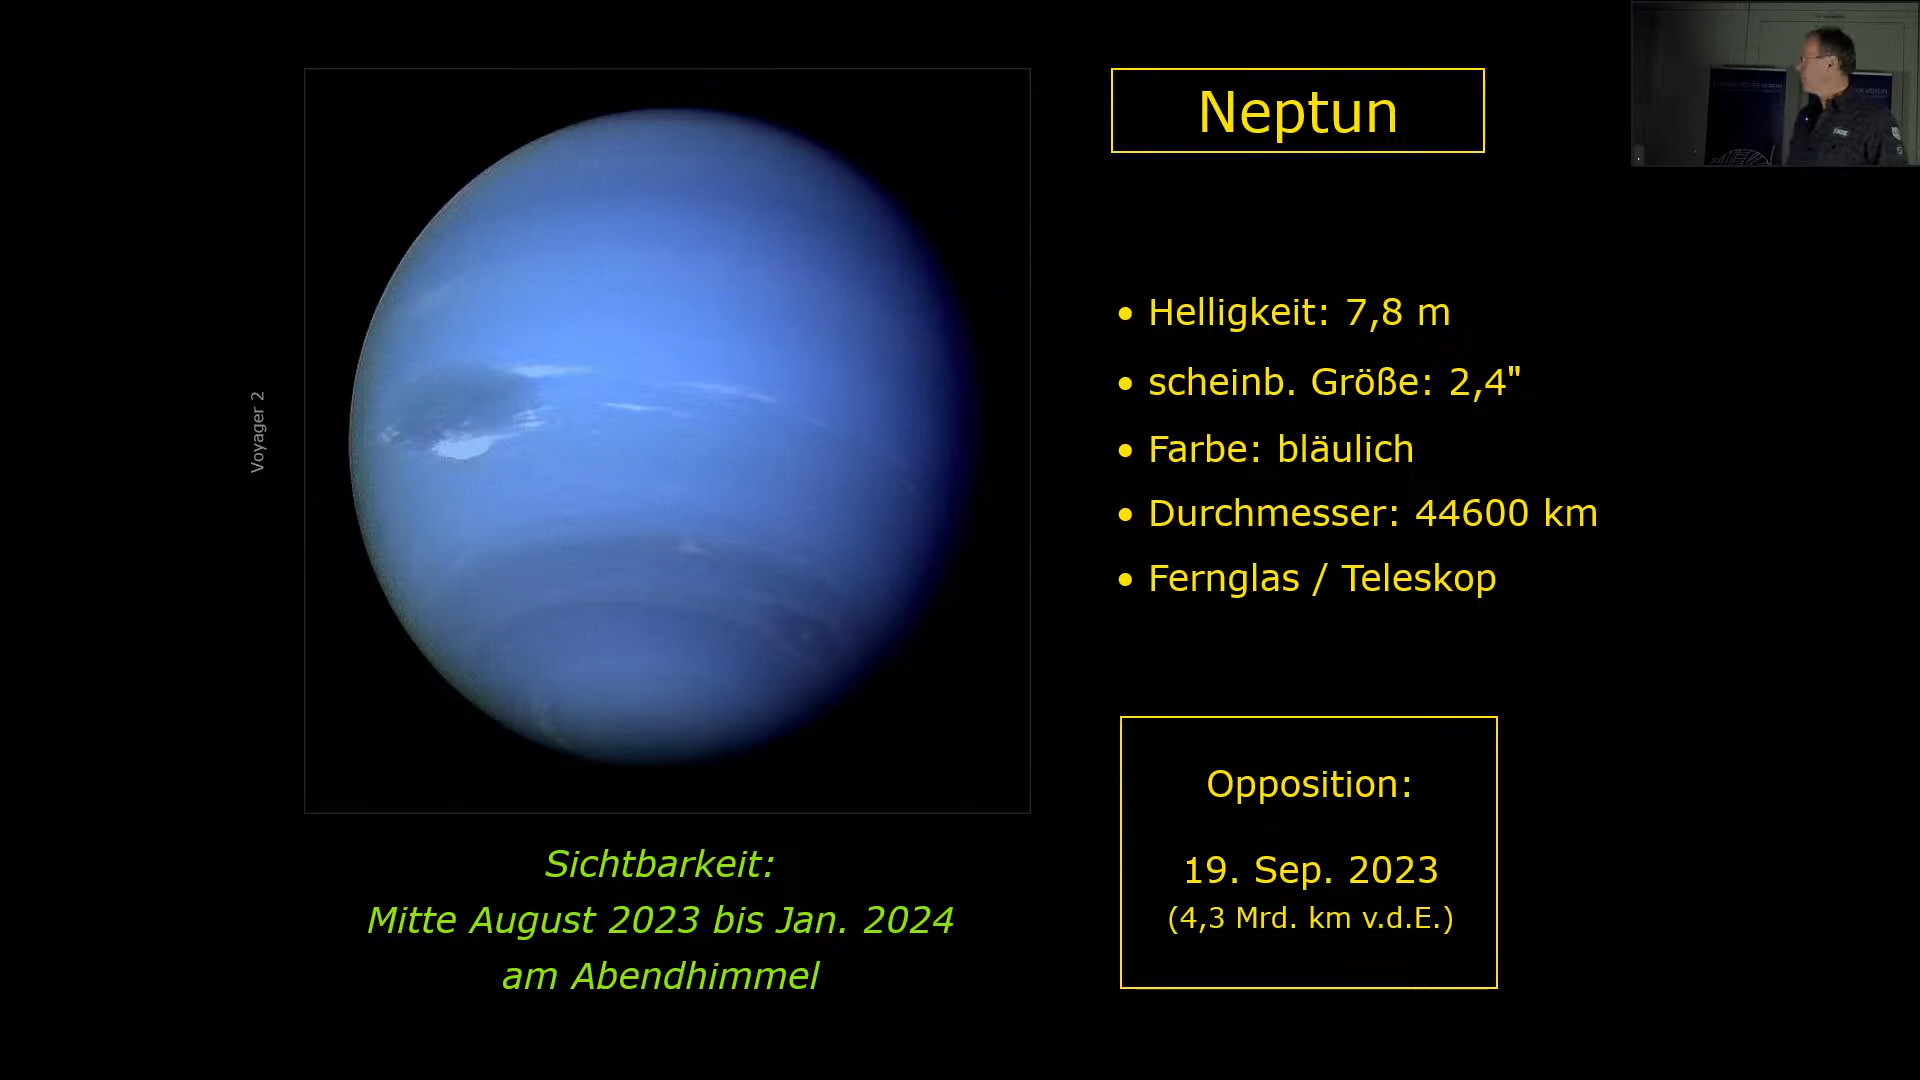 Neptun
Voyager 2
• Helligkeit: 7,8 m
• scheinb. Größe: 2,4"
• Farbe: bläulich
• Durchmesser: 44600 km
• Fernglas / Teleskop
Opposition:
19. Sep. 2023
(4,3 Mrd. km v.d.E.)
Sichtbarkeit:
Mitte August 2023 bis Jan. 2024
am Abendhimmel